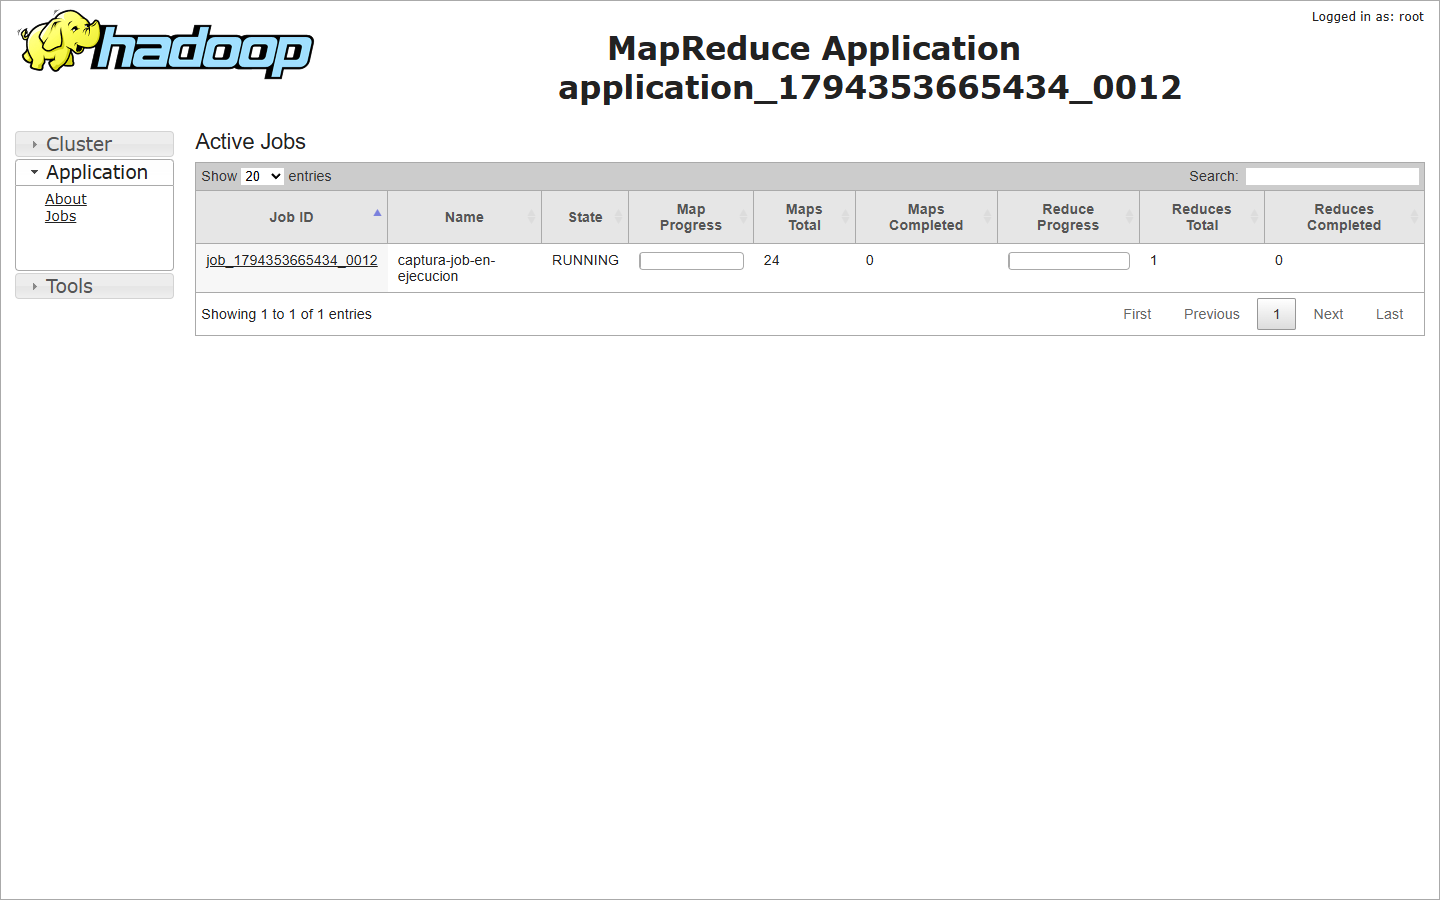 hadoop
Logged in as: root
MapReduce Application
application_1794353665434_0012
Cluster
Application
About
Jobs
Tools
Active Jobs
Show 20 entries
Search:
Job ID Name State Map Progress Maps Total Maps Completed Reduce Progress Reduces Total Reduces Completed
job_1794353665434_0012 captura-job-en-ejecucion RUNNING 24 0 1 0
Showing 1 to 1 of 1 entries
First Previous 1 Next Last